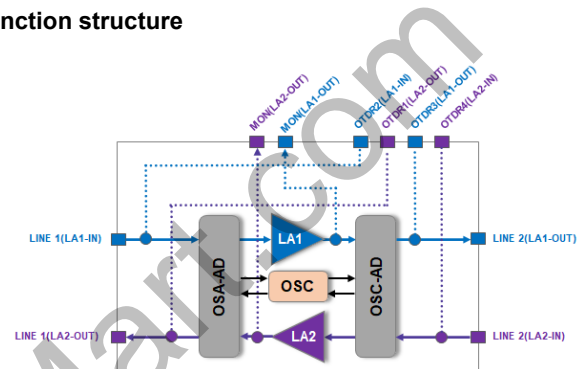 nction structure
MON(LA2-OUT)
MON(LA1-OUT)
OTDR2(LA1-IN)
OTDR1(LA2-OUT)
OTDR3(LA1-OUT)
OTDR4(LA2-IN)
LINE 1(LA1-IN)
LA1
LINE 2(LA1-OUT)
OSA-AD
OSC
OSC-AD
LINE 1(LA2-OUT)
LA2
LINE 2(LA2-IN)
Mart.com